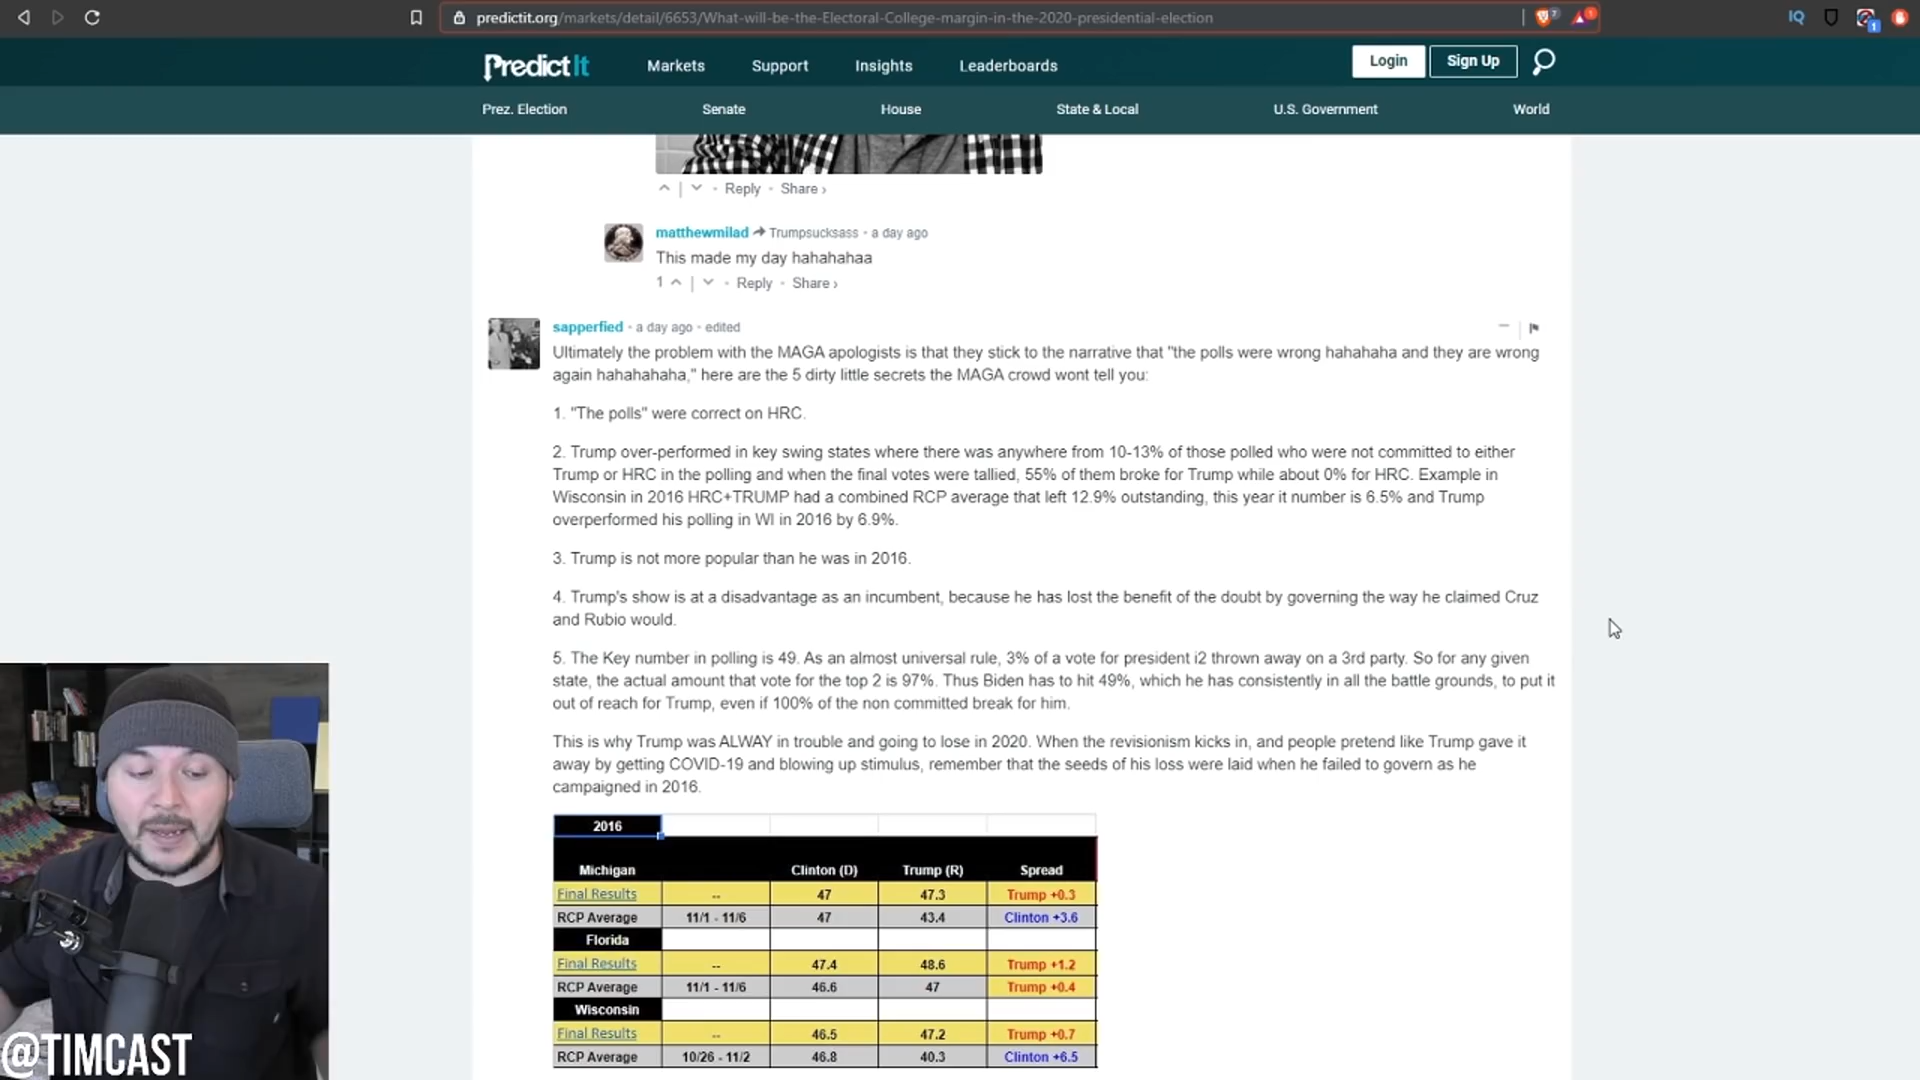 predictit.org/markets/detail/6653/What-will-be-the-Electoral-College-margin-in-the-2020-presidential-election
IQ
1
PredictIt
Markets
Support
Insights
Leaderboards
Login
Sign Up
Prez. Election
Senate
House
State & Local
U.S. Government
World
Reply • Share ›
matthewmilad Trumpsucksass • a day ago
This made my day hahahahaa
1 Reply • Share ›
sapperfied • a day ago • edited
Ultimately the problem with the MAGA apologists is that they stick to the narrative that "the polls were wrong hahahaha and they are wrong
again hahahahaha," here are the 5 dirty little secrets the MAGA crowd wont tell you:
1. "The polls" were correct on HRC.
2. Trump over-performed in key swing states where there was anywhere from 10-13% of those polled who were not committed to either
Trump or HRC in the polling and when the final votes were tallied, 55% of them broke for Trump while about 0% for HRC. Example in
Wisconsin in 2016 HRC+TRUMP had a combined RCP average that left 12.9% outstanding, this year it number is 6.5% and Trump
overperformed his polling in WI in 2016 by 6.9%.
3. Trump is not more popular than he was in 2016.
4. Trump's show is at a disadvantage as an incumbent, because he has lost the benefit of the doubt by governing the way he claimed Cruz
and Rubio would.
5. The Key number in polling is 49. As an almost universal rule, 3% of a vote for president i2 thrown away on a 3rd party. So for any given
state, the actual amount that vote for the top 2 is 97%. Thus Biden has to hit 49%, which he has consistently in all the battle grounds, to put it
out of reach for Trump, even if 100% of the non committed break for him.
This is why Trump was ALWAY in trouble and going to lose in 2020. When the revisionism kicks in, and people pretend like Trump gave it
away by getting COVID-19 and blowing up stimulus, remember that the seeds of his loss were laid when he failed to govern as he
campaigned in 2016.
2016
Michigan Clinton (D) Trump (R) Spread
Final Results -- 47 47.3 Trump +0.3
RCP Average 11/1 - 11/6 47 43.4 Clinton +3.6
Florida
Final Results -- 47.4 48.6 Trump +1.2
RCP Average 11/1 - 11/6 46.6 47 Trump +0.4
Wisconsin
Final Results -- 46.5 47.2 Trump +0.7
RCP Average 10/26 - 11/2 46.8 40.3 Clinton +6.5
@TIMCAST